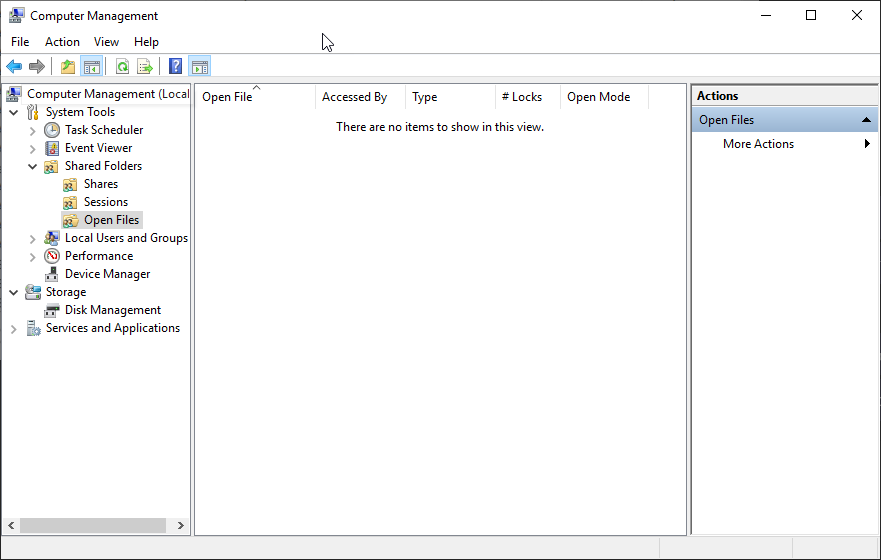 Computer Management
File Action View Help
Computer Management (Local
System Tools
Task Scheduler
Event Viewer
Shared Folders
Shares
Sessions
Open Files
Local Users and Groups
Performance
Device Manager
Storage
Disk Management
Services and Applications
Open File Accessed By Type # Locks Open Mode
There are no items to show in this view.
Actions
Open Files
More Actions